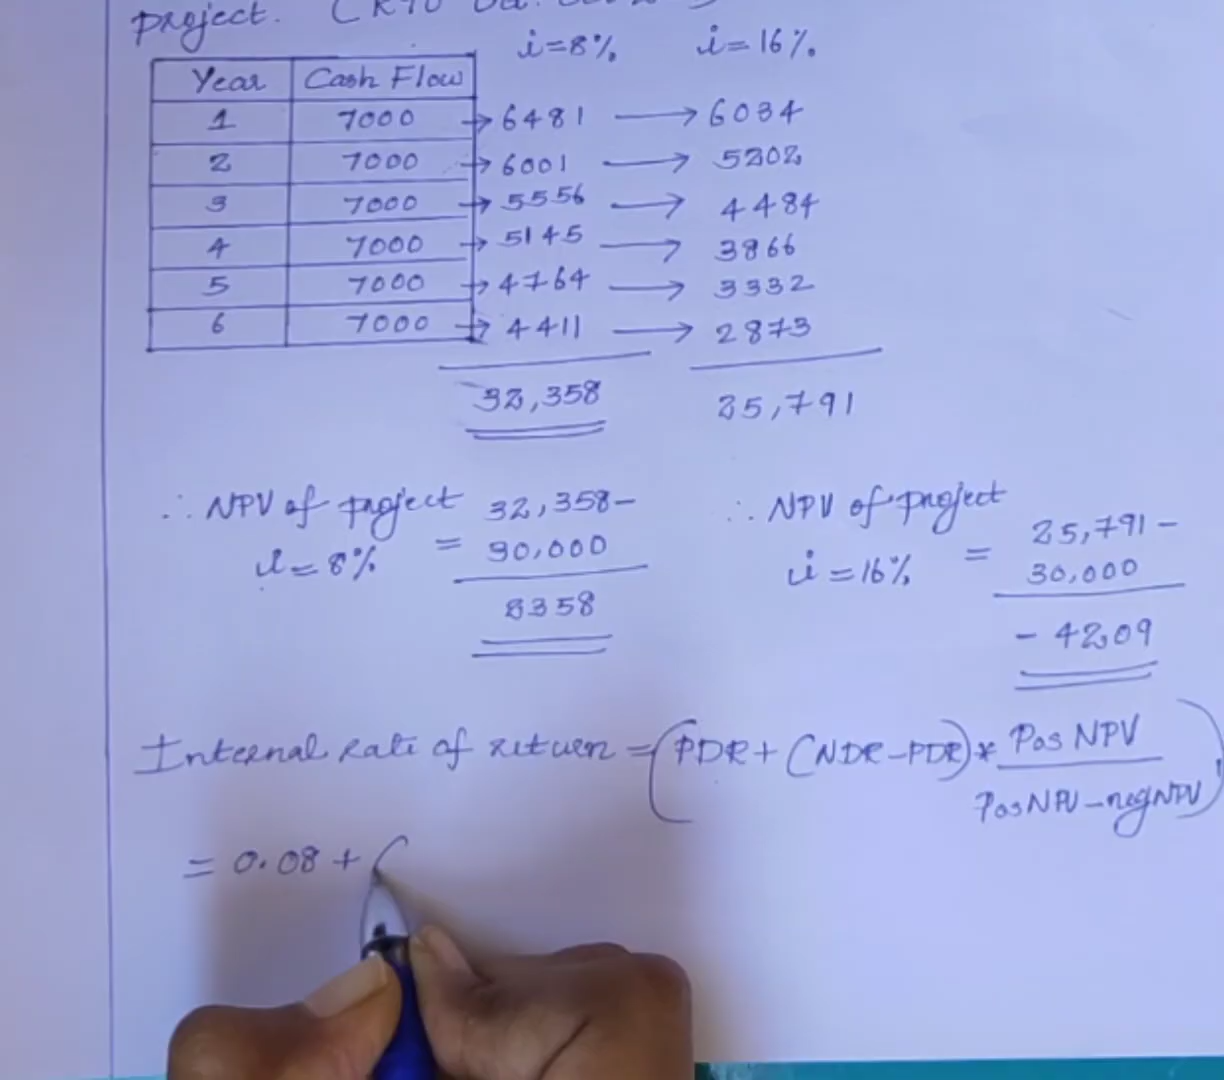 project.
i=8% i=16%
Year Cash Flow
1 7000 → 6481 → 6034
2 7000 → 6001 → 5202
3 7000 → 5556 → 4484
4 7000 → 5145 → 3866
5 7000 → 4764 → 3332
6 7000 → 4411 → 2873
32,358 25,791
∴ NPV of project 32,358- ∴ NPV of project 25,791-
i=8% = 30,000 i=16% = 30,000
2358 - 4209
Internal Rate of return = (PDR + (NDR-PDR) * Pos NPV
Pos NPV - neg NPV)
= 0.08 + (